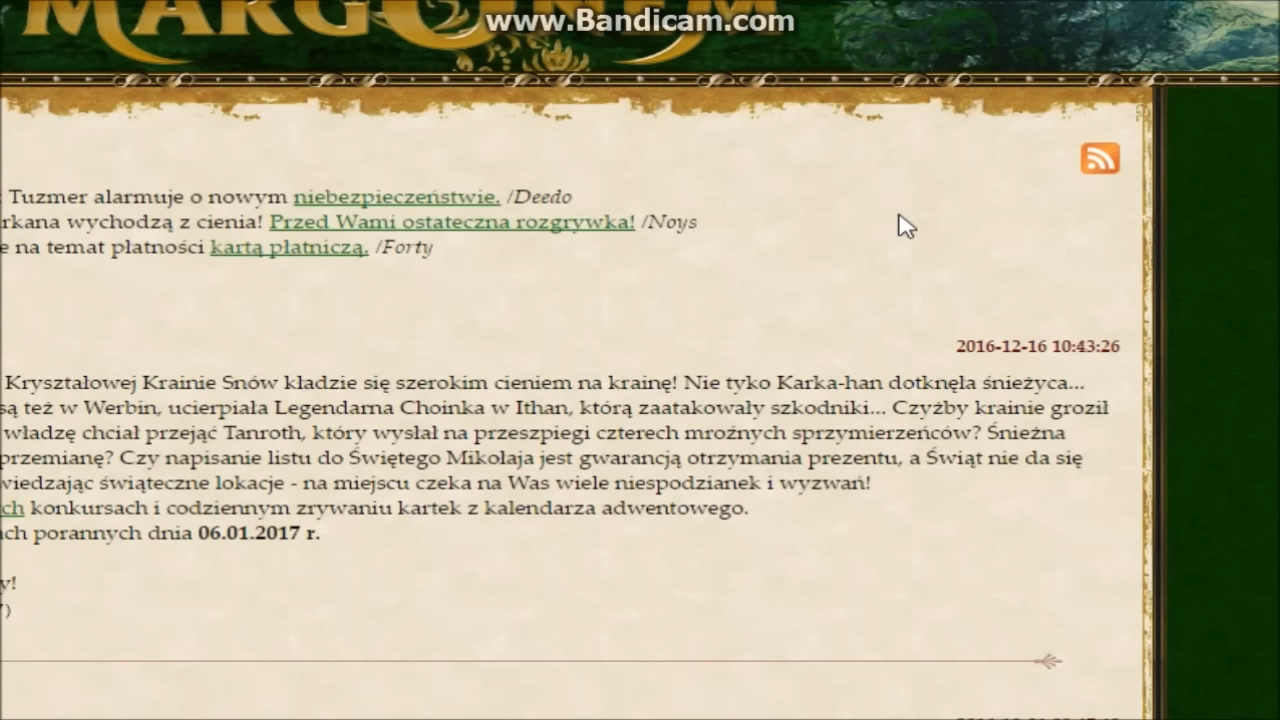 MARGONEM
www.Bandicam.com
Tuzmer alarmuje o nowym niebezpieczeństwie. /Deedo
rkana wychodzą z cienia! Przed Wami ostateczna rozgrywka! /Noys
e na temat płatności kartą płatniczą. /Forty
2016-12-16 10:43:26
Kryształowej Krainie Snów kładzie się szerokim cieniem na krainę! Nie tyko Karka-han dotknęła śnieżyca...
są też w Werbin, ucierpiała Legendarna Choinka w Ithan, którą zaatakowały szkodniki... Czyżby krainie groził
władzę chciał przejąć Tanroth, który wysłał na przeszpiegi czterech mroźnych sprzymierzeńców? Śnieżna
przemianę? Czy napisanie listu do Świętego Mikołaja jest gwarancją otrzymania prezentu, a Świąt nie da się
wiedzając świąteczne lokacje - na miejscu czeka na Was wiele niespodzianek i wyzwań!
ch konkursach i codziennym zrywaniu kartek z kalendarza adwentowego.
ach porannych dnia 06.01.2017 r.
y!